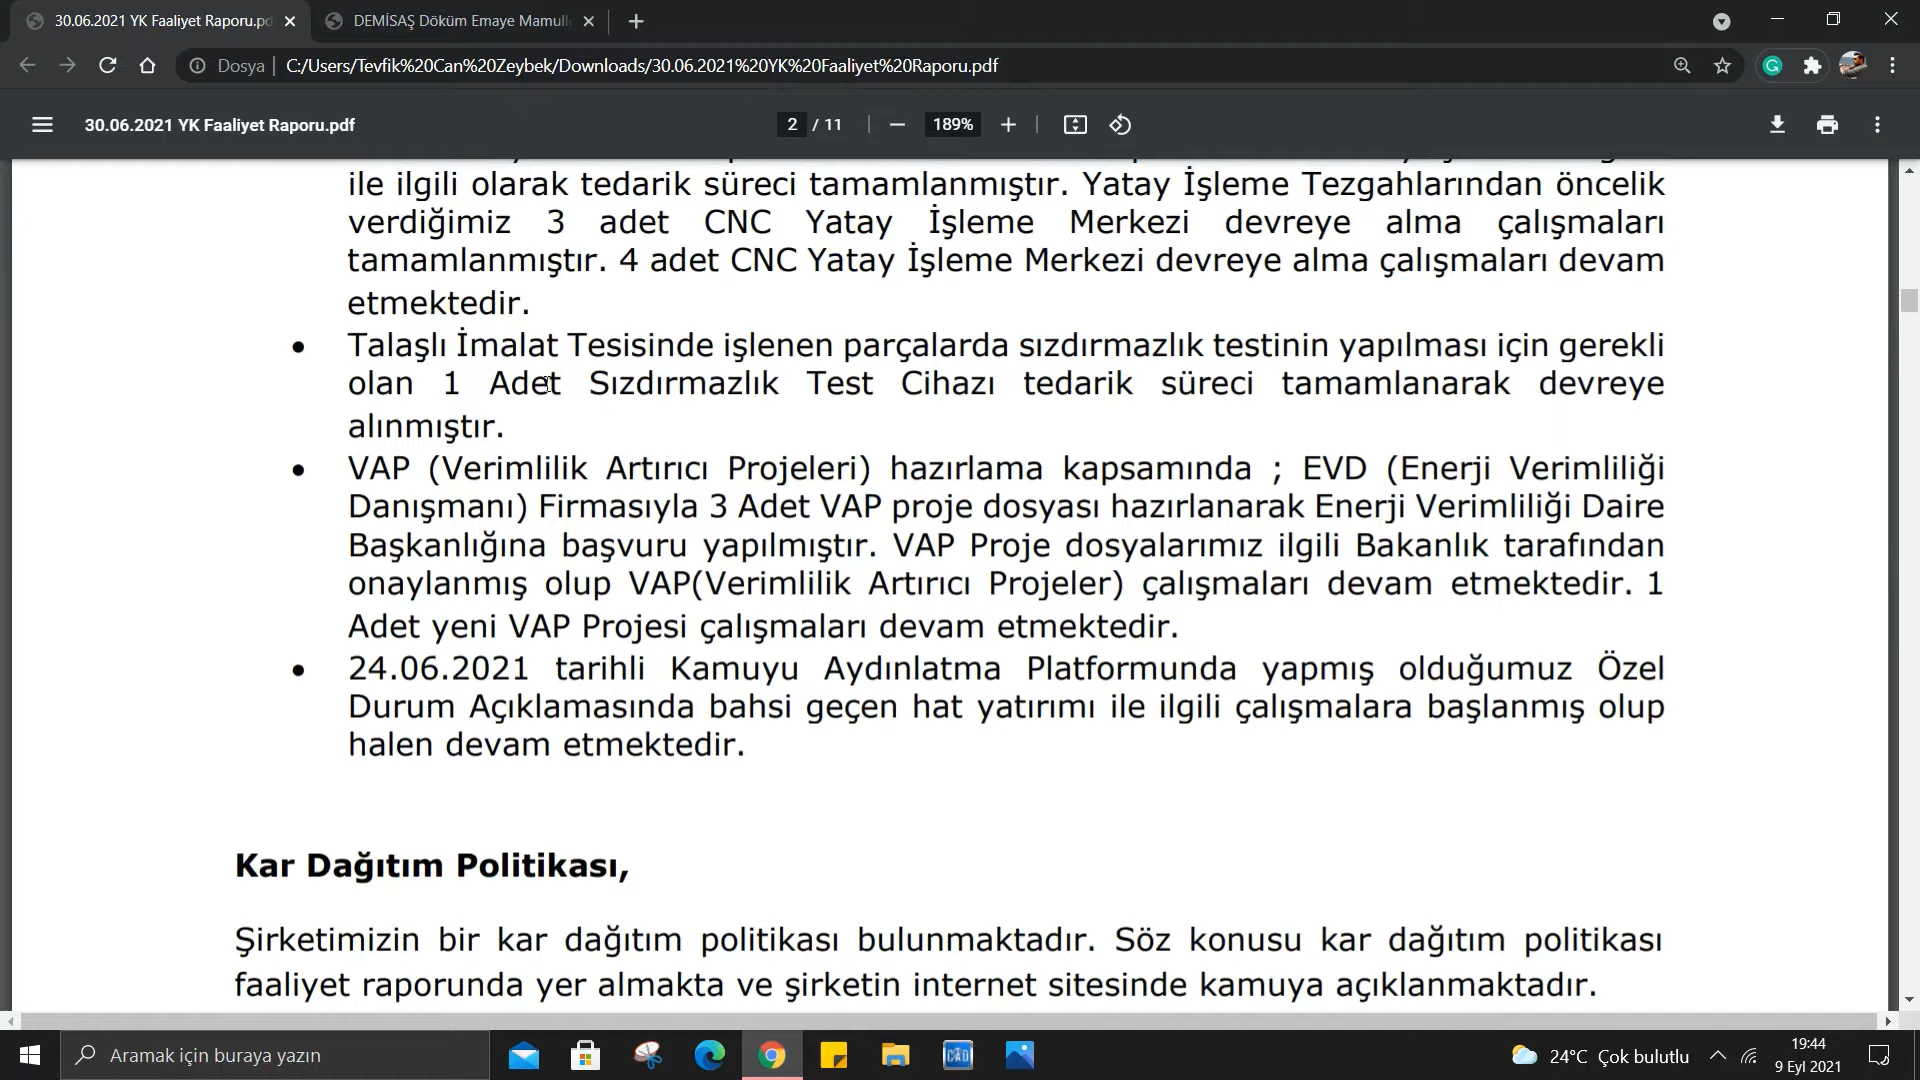 30.06.2021 YK Faaliyet Raporu.pd
DEMİSAŞ Döküm Emaye Mamull
Dosya
C:/Users/Tevfik%20Can%20Zeybek/Downloads/30.06.2021%20YK%20Faaliyet%20Raporu.pdf
30.06.2021 YK Faaliyet Raporu.pdf
2 / 11
189%
ile ilgili olarak tedarik süreci tamamlanmıştır. Yatay İşleme Tezgahlarından öncelik
verdiğimiz 3 adet CNC Yatay İşleme Merkezi devreye alma çalışmaları
tamamlanmıştır. 4 adet CNC Yatay İşleme Merkezi devreye alma çalışmaları devam
etmektedir.
• Talaşlı İmalat Tesisinde işlenen parçalarda sızdırmazlık testinin yapılması için gerekli
olan 1 Adet Sızdırmazlık Test Cihazı tedarik süreci tamamlanarak devreye
alınmıştır.
• VAP (Verimlilik Artırıcı Projeleri) hazırlama kapsamında ; EVD (Enerji Verimliliği
Danışmanı) Firmasıyla 3 Adet VAP proje dosyası hazırlanarak Enerji Verimliliği Daire
Başkanlığına başvuru yapılmıştır. VAP Proje dosyalarımız ilgili Bakanlık tarafından
onaylanmış olup VAP(Verimlilik Artırıcı Projeler) çalışmaları devam etmektedir. 1
Adet yeni VAP Projesi çalışmaları devam etmektedir.
• 24.06.2021 tarihli Kamuyu Aydınlatma Platformunda yapmış olduğumuz Özel
Durum Açıklamasında bahsi geçen hat yatırımı ile ilgili çalışmalara başlanmış olup
halen devam etmektedir.
Kar Dağıtım Politikası,
Şirketimizin bir kar dağıtım politikası bulunmaktadır. Söz konusu kar dağıtım politikası
faaliyet raporunda yer almakta ve şirketin internet sitesinde kamuya açıklanmaktadır.
Aramak için buraya yazın
24°C Çok bulutlu
19:44
9 Eyl 2021